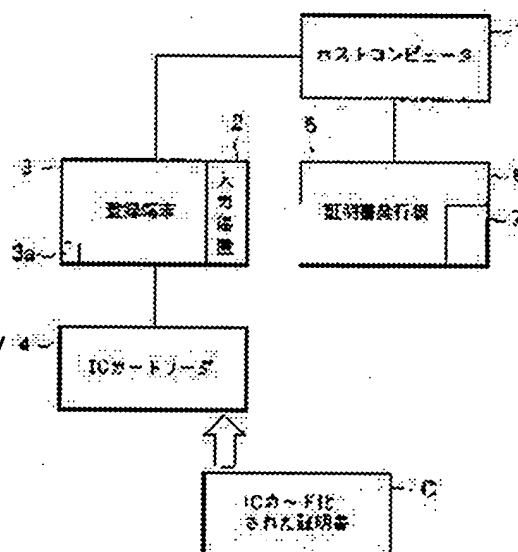 ホストコンピュータ
2
5
3
入力装置
登録端末
証明書発行機
3a
4
ICカードリーダ
ICカード化
された証明書
C